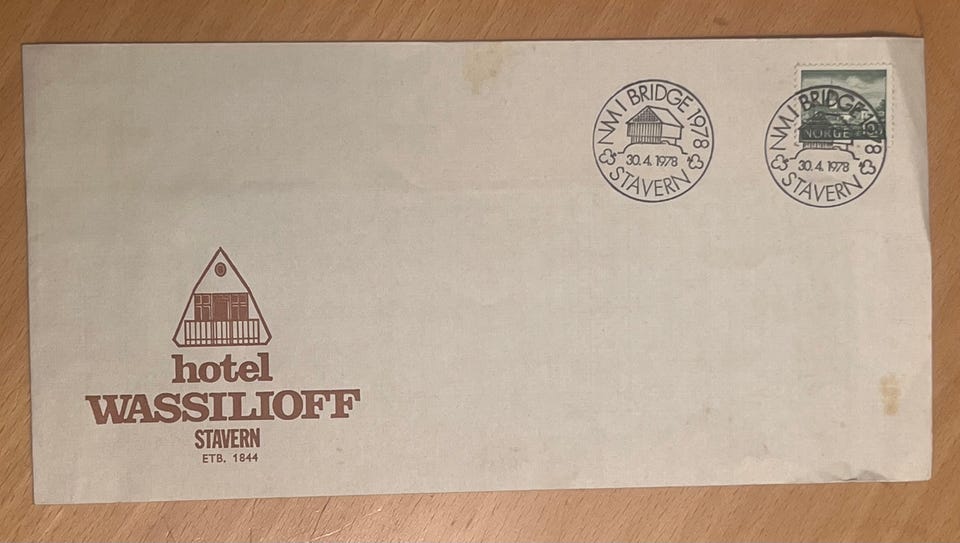 NM I BRIDGE 1978
30.4.1978
STAVERN
NM I BRIDGE 1978
NORGE
30.4.1978
STAVERN
hotel
WASSILIOFF
STAVERN
ETB. 1844